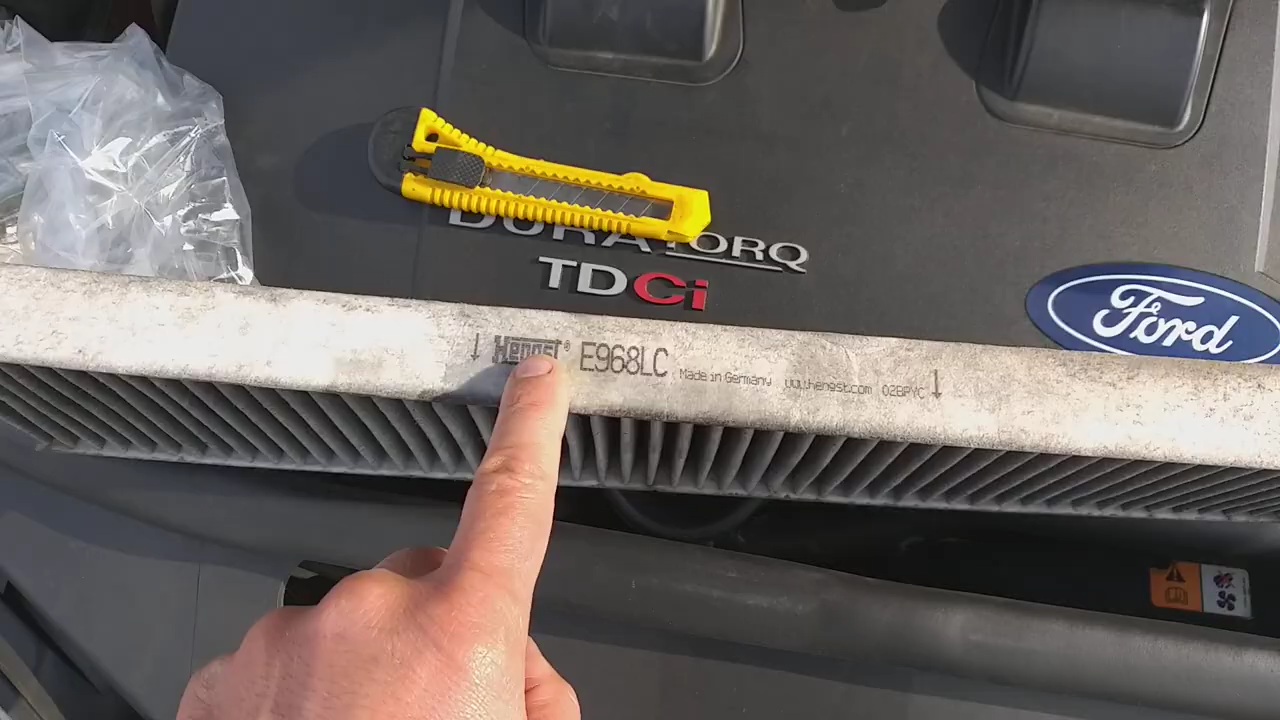 DURATORQ
TDCi
Ford
↓ Hengst® E968LC Made in Germany www.hengst.com 02BPYC ↓